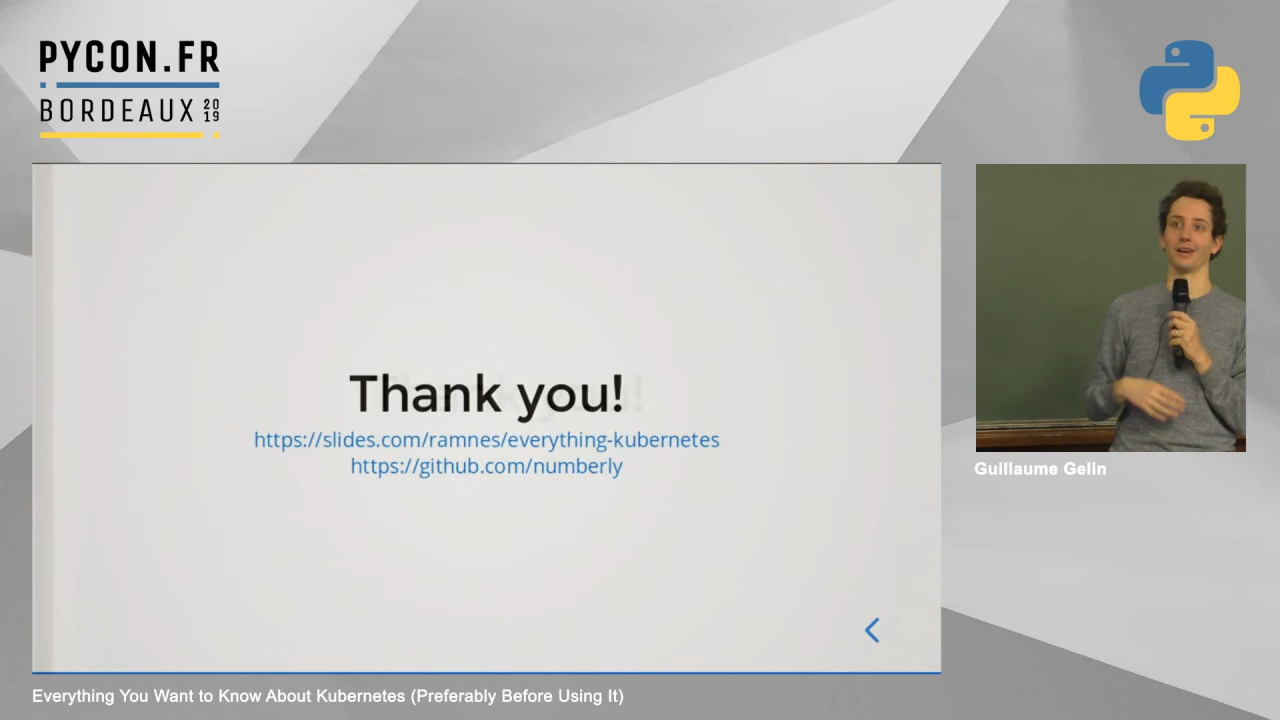 PYCON.FR
BORDEAUX 2019
Thank you!
https://slides.com/ramnes/everything-kubernetes
https://github.com/numberly
Guillaume Gelin
Everything You Want to Know About Kubernetes (Preferably Before Using It)